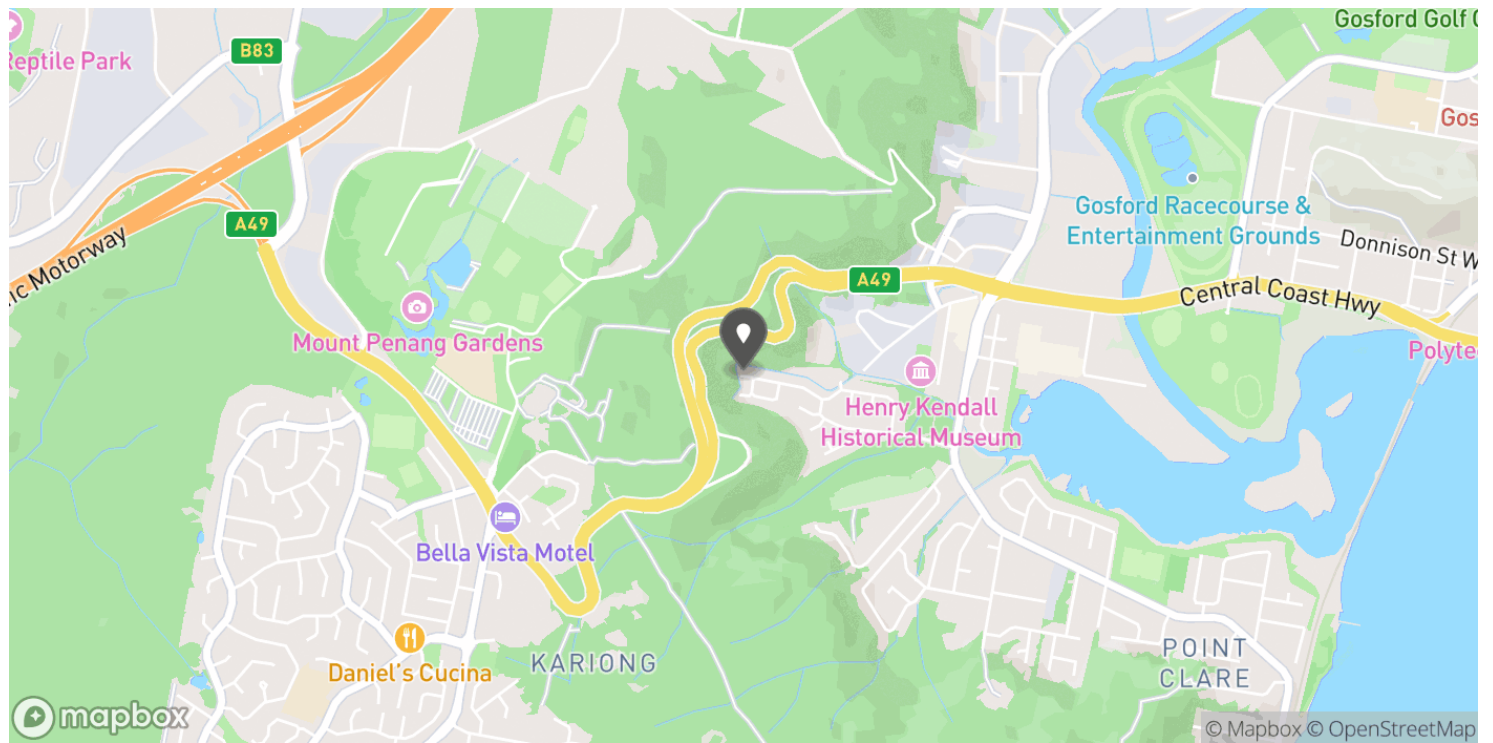 Gosford Golf C
B83
Reptile Park
Gos
A49
Gosford Racecourse &
Entertainment Grounds
Donnison St W
ic Motorway
A49
Central Coast Hwy
Mount Penang Gardens
Polyte
Henry Kendall
Historical Museum
Bella Vista Motel
POINT
CLARE
KARIONG
Daniel's Cucina
mapbox
© Mapbox © OpenStreetMap